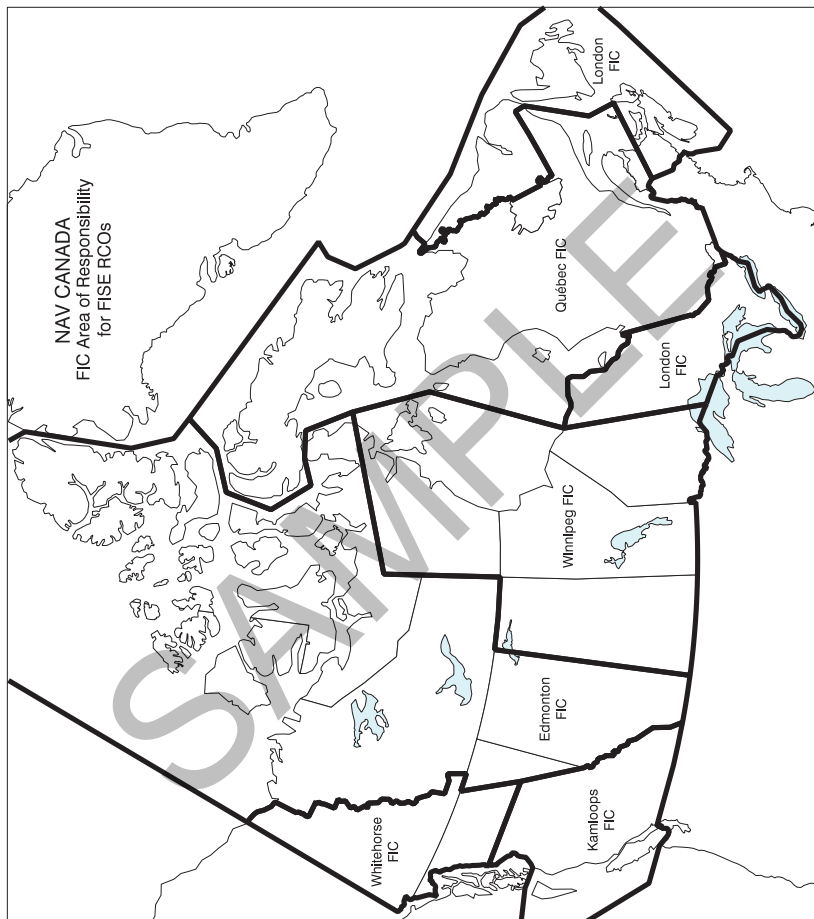 NAV CANADA
FIC Area of Responsibility
for FISE RCOs
London
FIC
Québec FIC
London
FIC
Winnipeg FIC
Edmonton
FIC
Kamloops
FIC
Whitehorse
FIC
SAMPLE